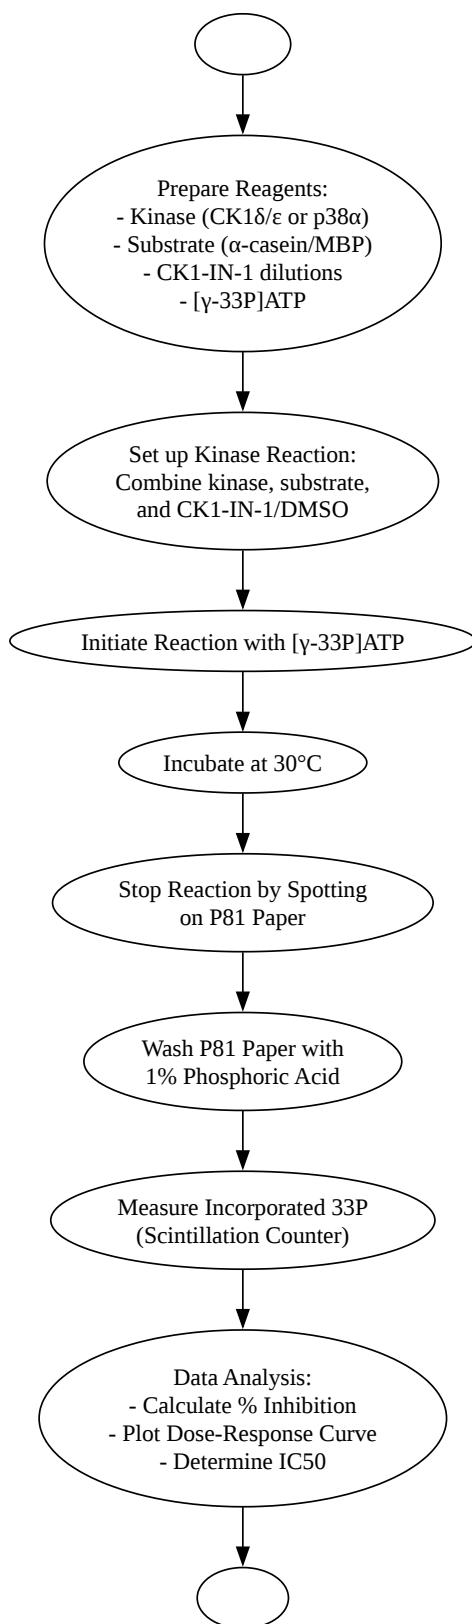 Prepare Reagents:
- Kinase (CK1δ/ε or p38α)
- Substrate (α-casein/MBP)
- CK1-IN-1 dilutions
- [γ-33P]ATP
Set up Kinase Reaction:
Combine kinase, substrate,
and CK1-IN-1/DMSO
Initiate Reaction with [γ-33P]ATP
Incubate at 30°C
Stop Reaction by Spotting
on P81 Paper
Wash P81 Paper with
1% Phosphoric Acid
Measure Incorporated 33P
(Scintillation Counter)
Data Analysis:
- Calculate % Inhibition
- Plot Dose-Response Curve
- Determine IC50